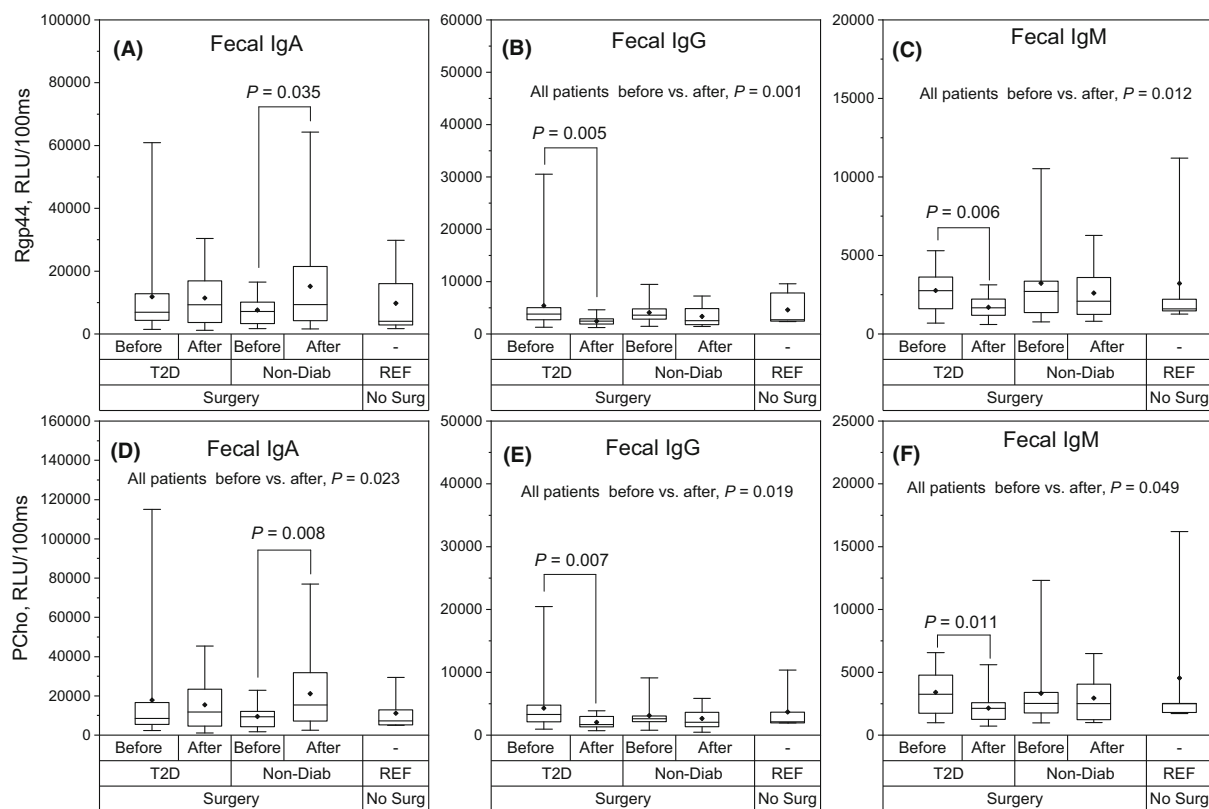 (A)
Fecal IgA
P = 0.035
100000
80000
60000
40000
20000
0
Rgp44, RLU/100ms
Before After Before After -
T2D Non-Diab REF
Surgery No Surg
(B)
Fecal IgG
All patients before vs. after, P = 0.001
P = 0.005
60000
50000
40000
30000
20000
10000
0
Before After Before After -
T2D Non-Diab REF
Surgery No Surg
(C)
Fecal IgM
All patients before vs. after, P = 0.012
P = 0.006
20000
15000
10000
5000
0
Before After Before After -
T2D Non-Diab REF
Surgery No Surg
(D)
Fecal IgA
All patients before vs. after, P = 0.023
P = 0.008
160000
140000
120000
100000
80000
60000
40000
20000
0
PCho, RLU/100ms
Before After Before After -
T2D Non-Diab REF
Surgery No Surg
(E)
Fecal IgG
All patients before vs. after, P = 0.019
P = 0.007
50000
40000
30000
20000
10000
0
Before After Before After -
T2D Non-Diab REF
Surgery No Surg
(F)
Fecal IgM
All patients before vs. after, P = 0.049
P = 0.011
25000
20000
15000
10000
5000
0
Before After Before After -
T2D Non-Diab REF
Surgery No Surg